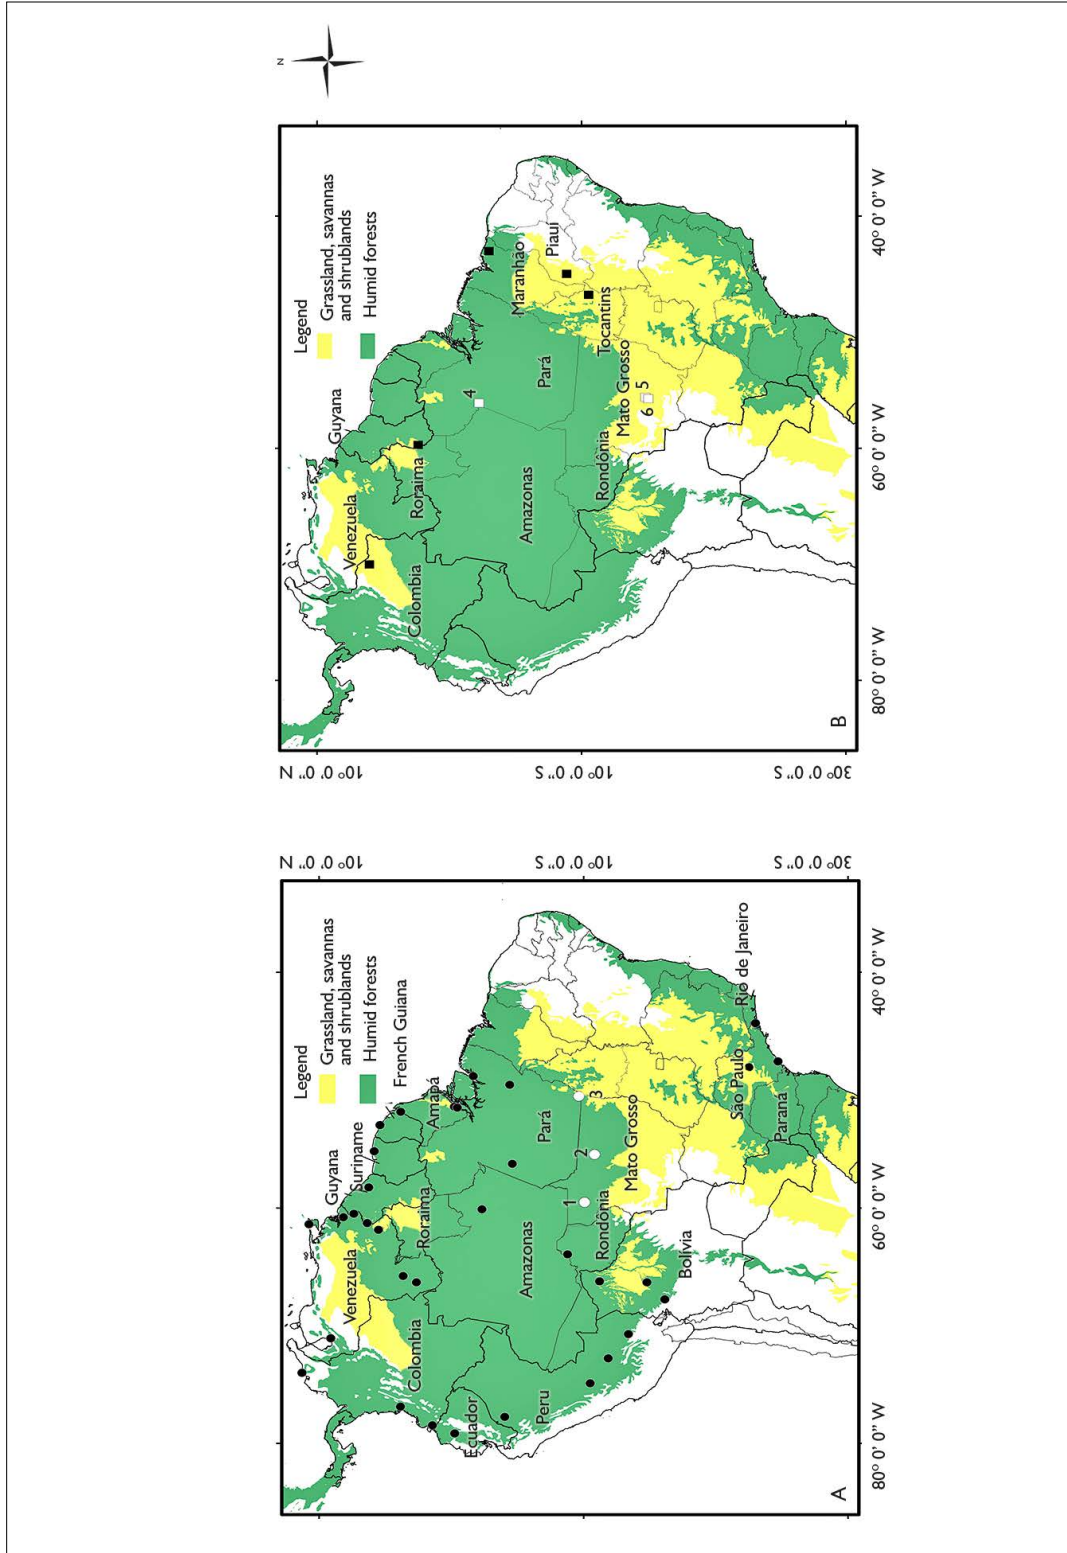 N
Legend
Grassland, savannas
and shrublands
Humid forests
French Guiana
Guyana
Suriname
Amapá
Venezuela
Roraima
Colombia
Ecuador
Peru
Amazonas
Pará
Rondônia
Mato Grosso
Bolívia
São Paulo
Rio de Janeiro
Paraná
1
2
3
A
80° 0' 0" W
60° 0' 0" W
40° 0' 0" W
10° 0' 0" N
10° 0' 0" S
30° 0' 0" S
Legend
Grassland, savannas
and shrublands
Humid forests
Guyana
Venezuela
Roraima
Colombia
Amazonas
Pará
Maranhão
Piauí
Tocantins
Rondônia
Mato Grosso
4
5
6
B
80° 0' 0" W
60° 0' 0" W
40° 0' 0" W
10° 0' 0" N
10° 0' 0" S
30° 0' 0" S